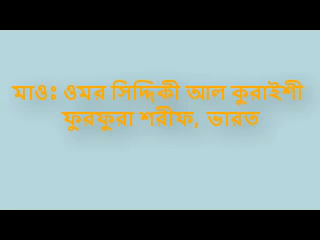 মাওঃ ওমর সিদ্দিকী আল কুরাইশী
ফুরফুরা শরীফ, ভারত